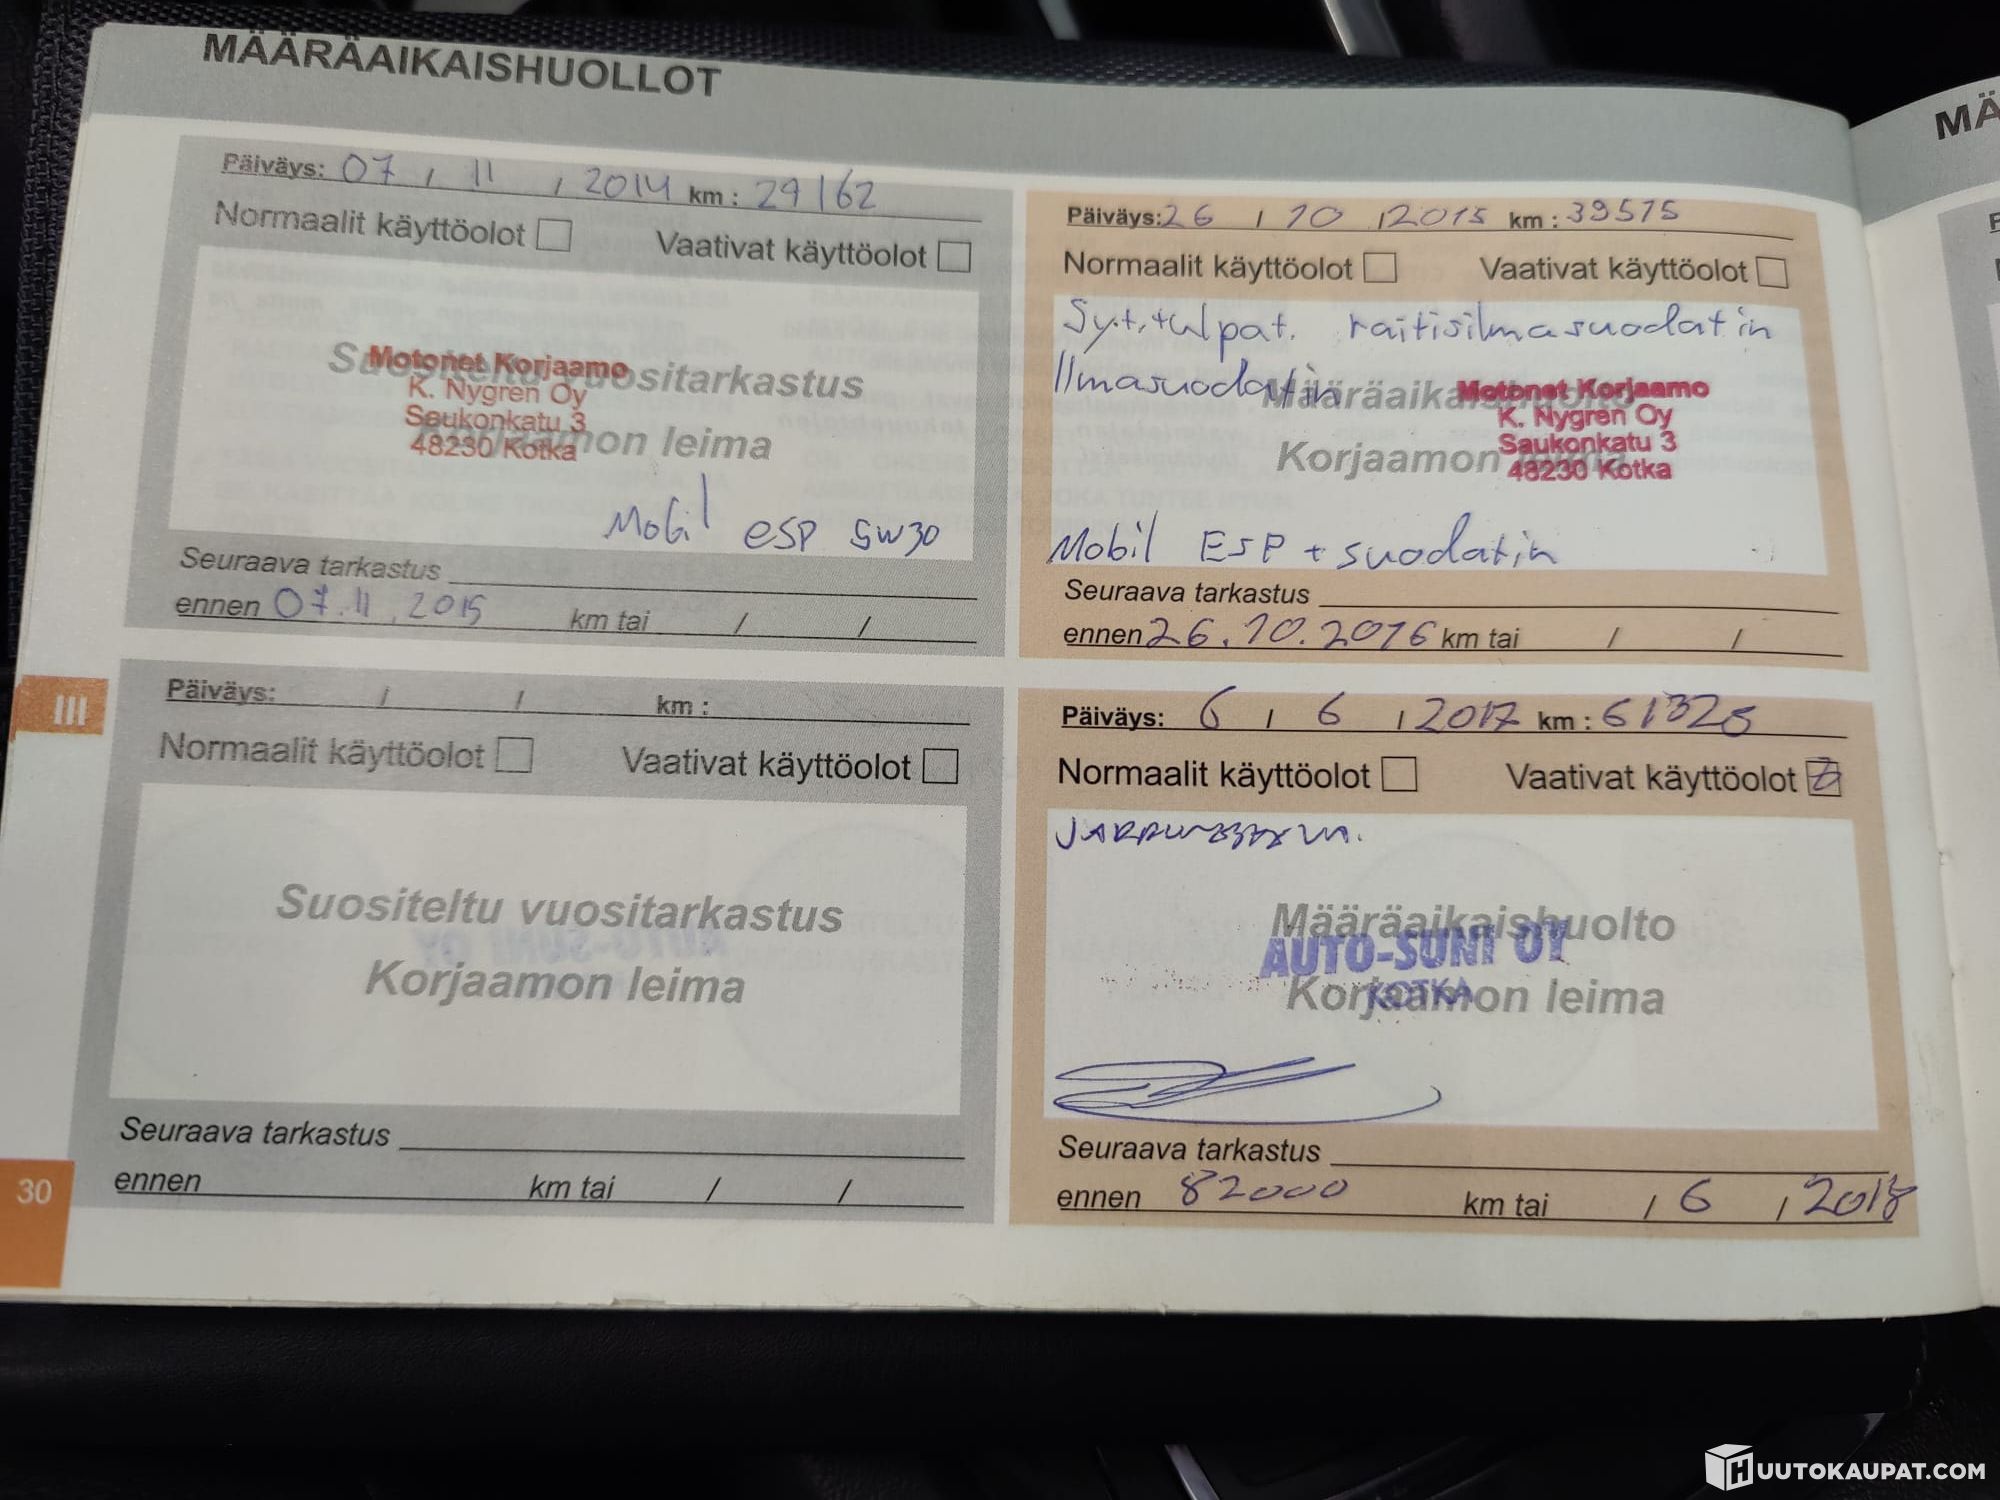 MÄÄRÄAIKAISHUOLLOT
MÄ
Päiväys: 07 / 11 / 2014 km : 29162
Normaalit käyttöolot
Vaativat käyttöolot
Suositeltu vuositarkastus
Korjaamon leima
Motonet Korjaamo
K. Nygren Oy
Saukonkatu 3
48230 Kotka
Mobil ESP 5W30
Seuraava tarkastus
ennen 07.11.2015 km tai / /
Päiväys: 26 / 10 / 2015 km : 39575
Normaalit käyttöolot
Vaativat käyttöolot
Syt.tulpat. raitisilmasuodatin
Ilmasuodatin
Määräaikaishuolto
Korjaamon leima
Motonet Korjaamo
K. Nygren Oy
Saukonkatu 3
48230 Kotka
Mobil ESP + suodatin
Seuraava tarkastus
ennen 26.10.2016 km tai / /
III
Päiväys: / / km :
Normaalit käyttöolot
Vaativat käyttöolot
Suositeltu vuositarkastus
Korjaamon leima
Seuraava tarkastus
ennen km tai / /
Päiväys: 6 / 6 / 2017 km : 61328
Normaalit käyttöolot
Vaativat käyttöolot
Määräaikaishuolto
Korjaamon leima
AUTO-SUNI OY
KOTKA
Seuraava tarkastus
ennen 82000 km tai / 6 / 2018
30
HUUTOKAUPAT.COM